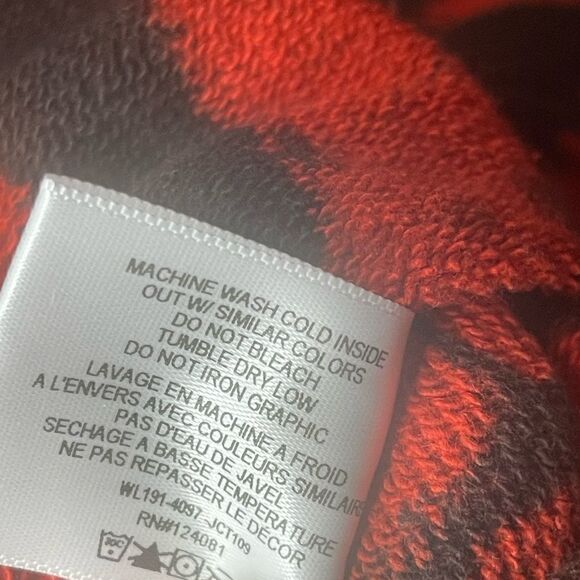 MACHINE WASH COLD INSIDE
OUT W/ SIMILAR COLORS
DO NOT BLEACH
TUMBLE DRY LOW
DO NOT IRON GRAPHIC
LAVAGE EN MACHINE A FROID
A L'ENVERS AVEC COULEURS SIMILAIRE
PAS D'EAU DE JAVEL
SECHAGE A BASSE TEMPERATURE
NE PAS REPASSER LE DECOR
WL191-4097 JCT109
RN#124081